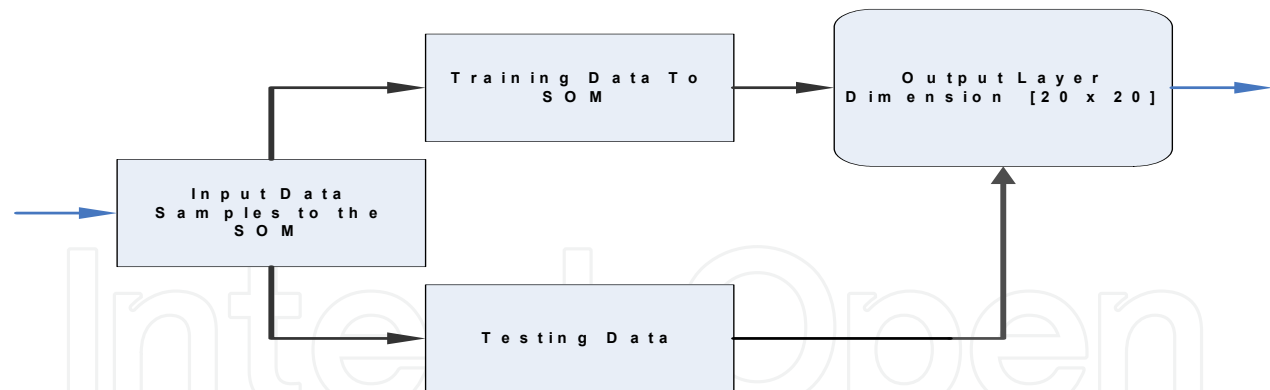 Training Data To
SOM
Output Layer
Dimension [20 x 20]
Input Data
Samples to the
SOM
Testing Data
IntechOpen